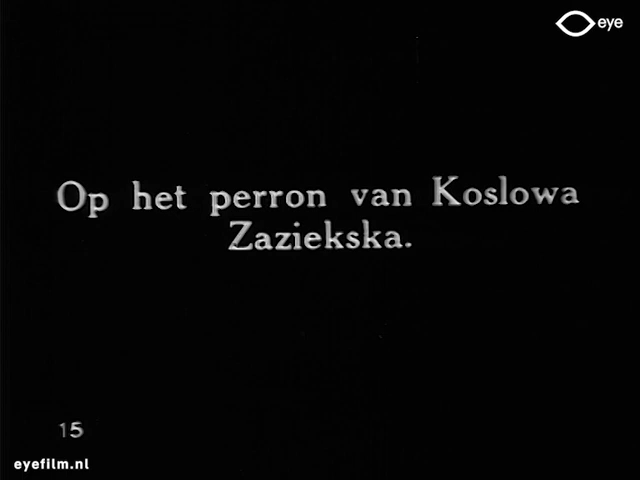 eye
Op het perron van Koslowa
Zaziekska.
15
eyefilm.nl